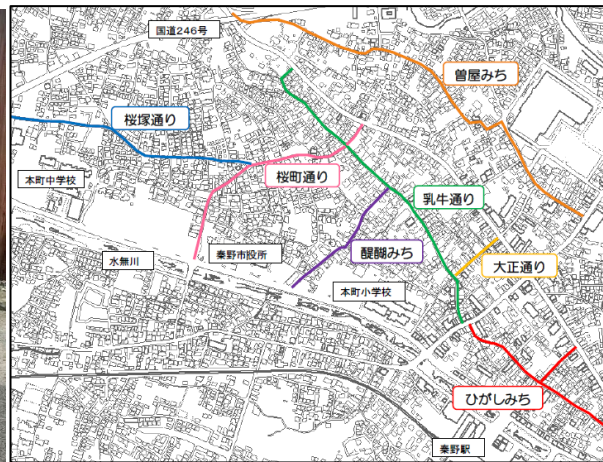 国道246号
曽屋みち
桜塚通り
本町中学校
桜町通り
乳牛通り
水無川
秦野市役所
醍醐みち
大正通り
本町小学校
ひがしみち
秦野駅